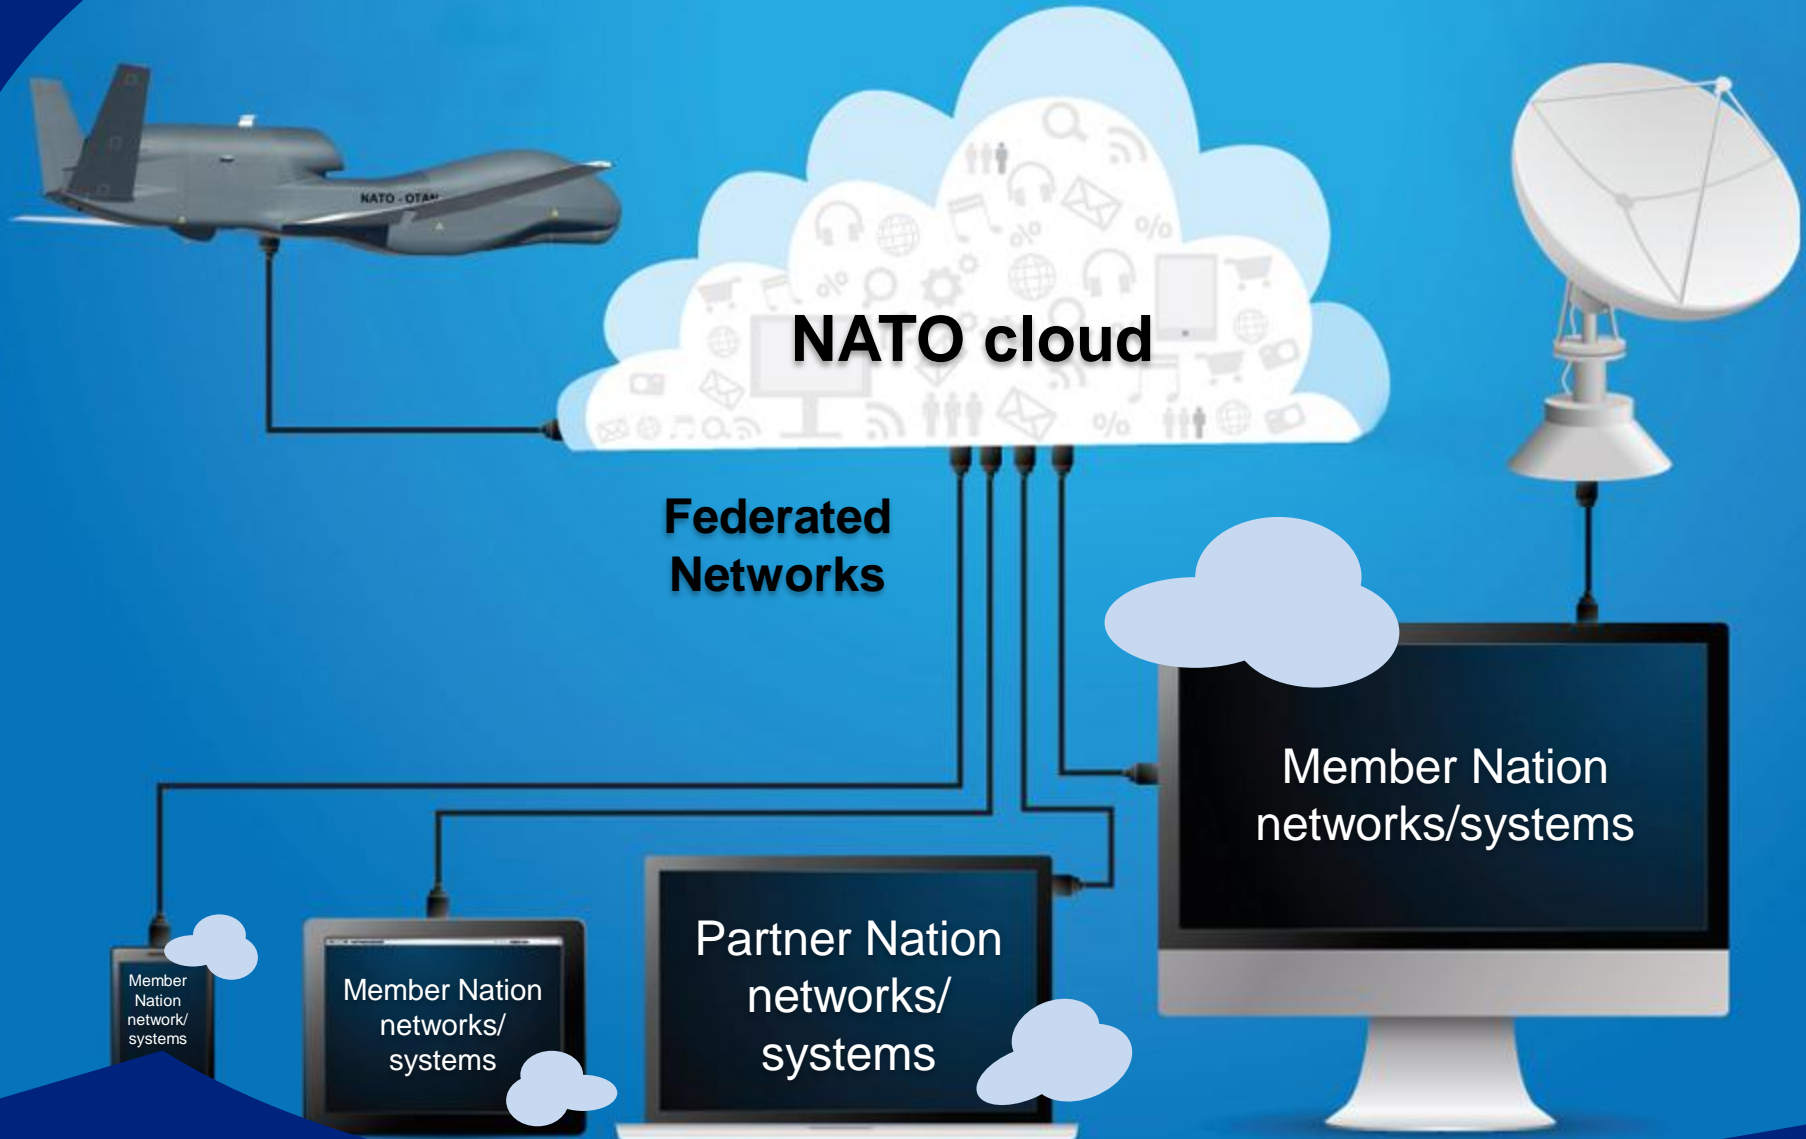 NATO - OTAN
NATO cloud
Federated
Networks
Member Nation
networks/systems
Partner Nation
networks/
systems
Member Nation
networks/
systems
Member
Nation
network/
systems